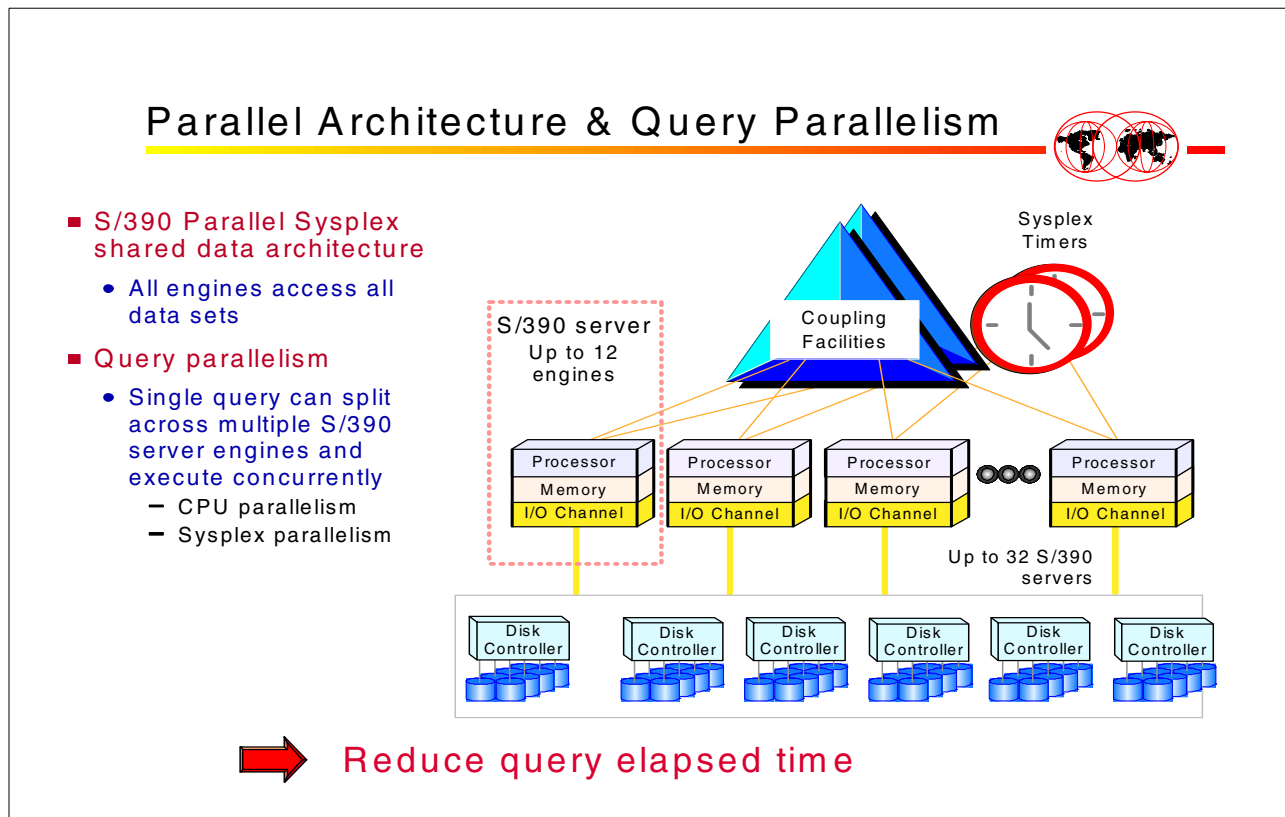 Parallel Architecture & Query Parallelism
S/390 Parallel Sysplex
shared data architecture
All engines access all
data sets
Query parallelism
Single query can split
across multiple S/390
server engines and
execute concurrently
CPU parallelism
Sysplex parallelism
Sysplex
Timers
Coupling
Facilities
S/390 server
Up to 12
engines
Processor
Memory
I/O Channel
Processor
Memory
I/O Channel
Processor
Memory
I/O Channel
Processor
Memory
I/O Channel
Up to 32 S/390
servers
Disk
Controller
Disk
Controller
Disk
Controller
Disk
Controller
Disk
Controller
Disk
Controller
Reduce query elapsed time